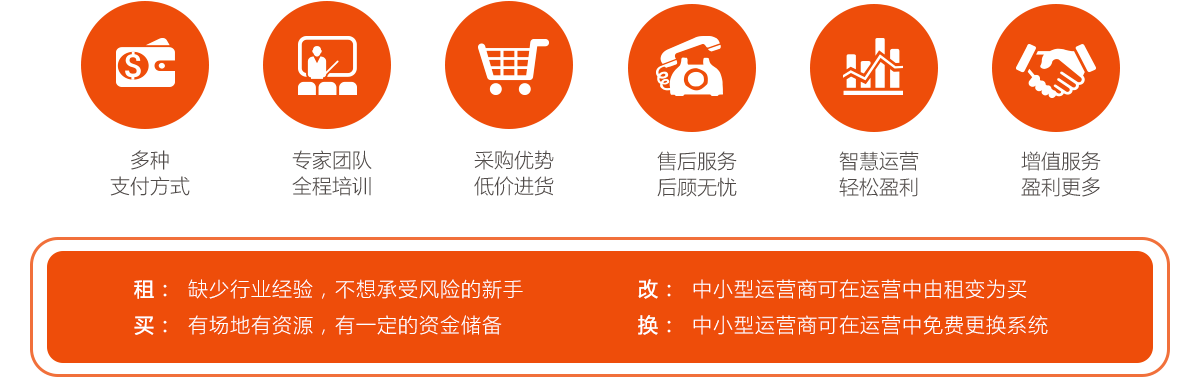 多种
支付方式
专家团队
全程培训
采购优势
低价进货
售后服务
后顾无忧
智慧运营
轻松盈利
增值服务
盈利更多
租： 缺少行业经验，不想承受风险的新手
买： 有场地有资源，有一定的资金储备
改： 中小型运营商可在运营中由租变为买
换： 中小型运营商可在运营中免费更换系统